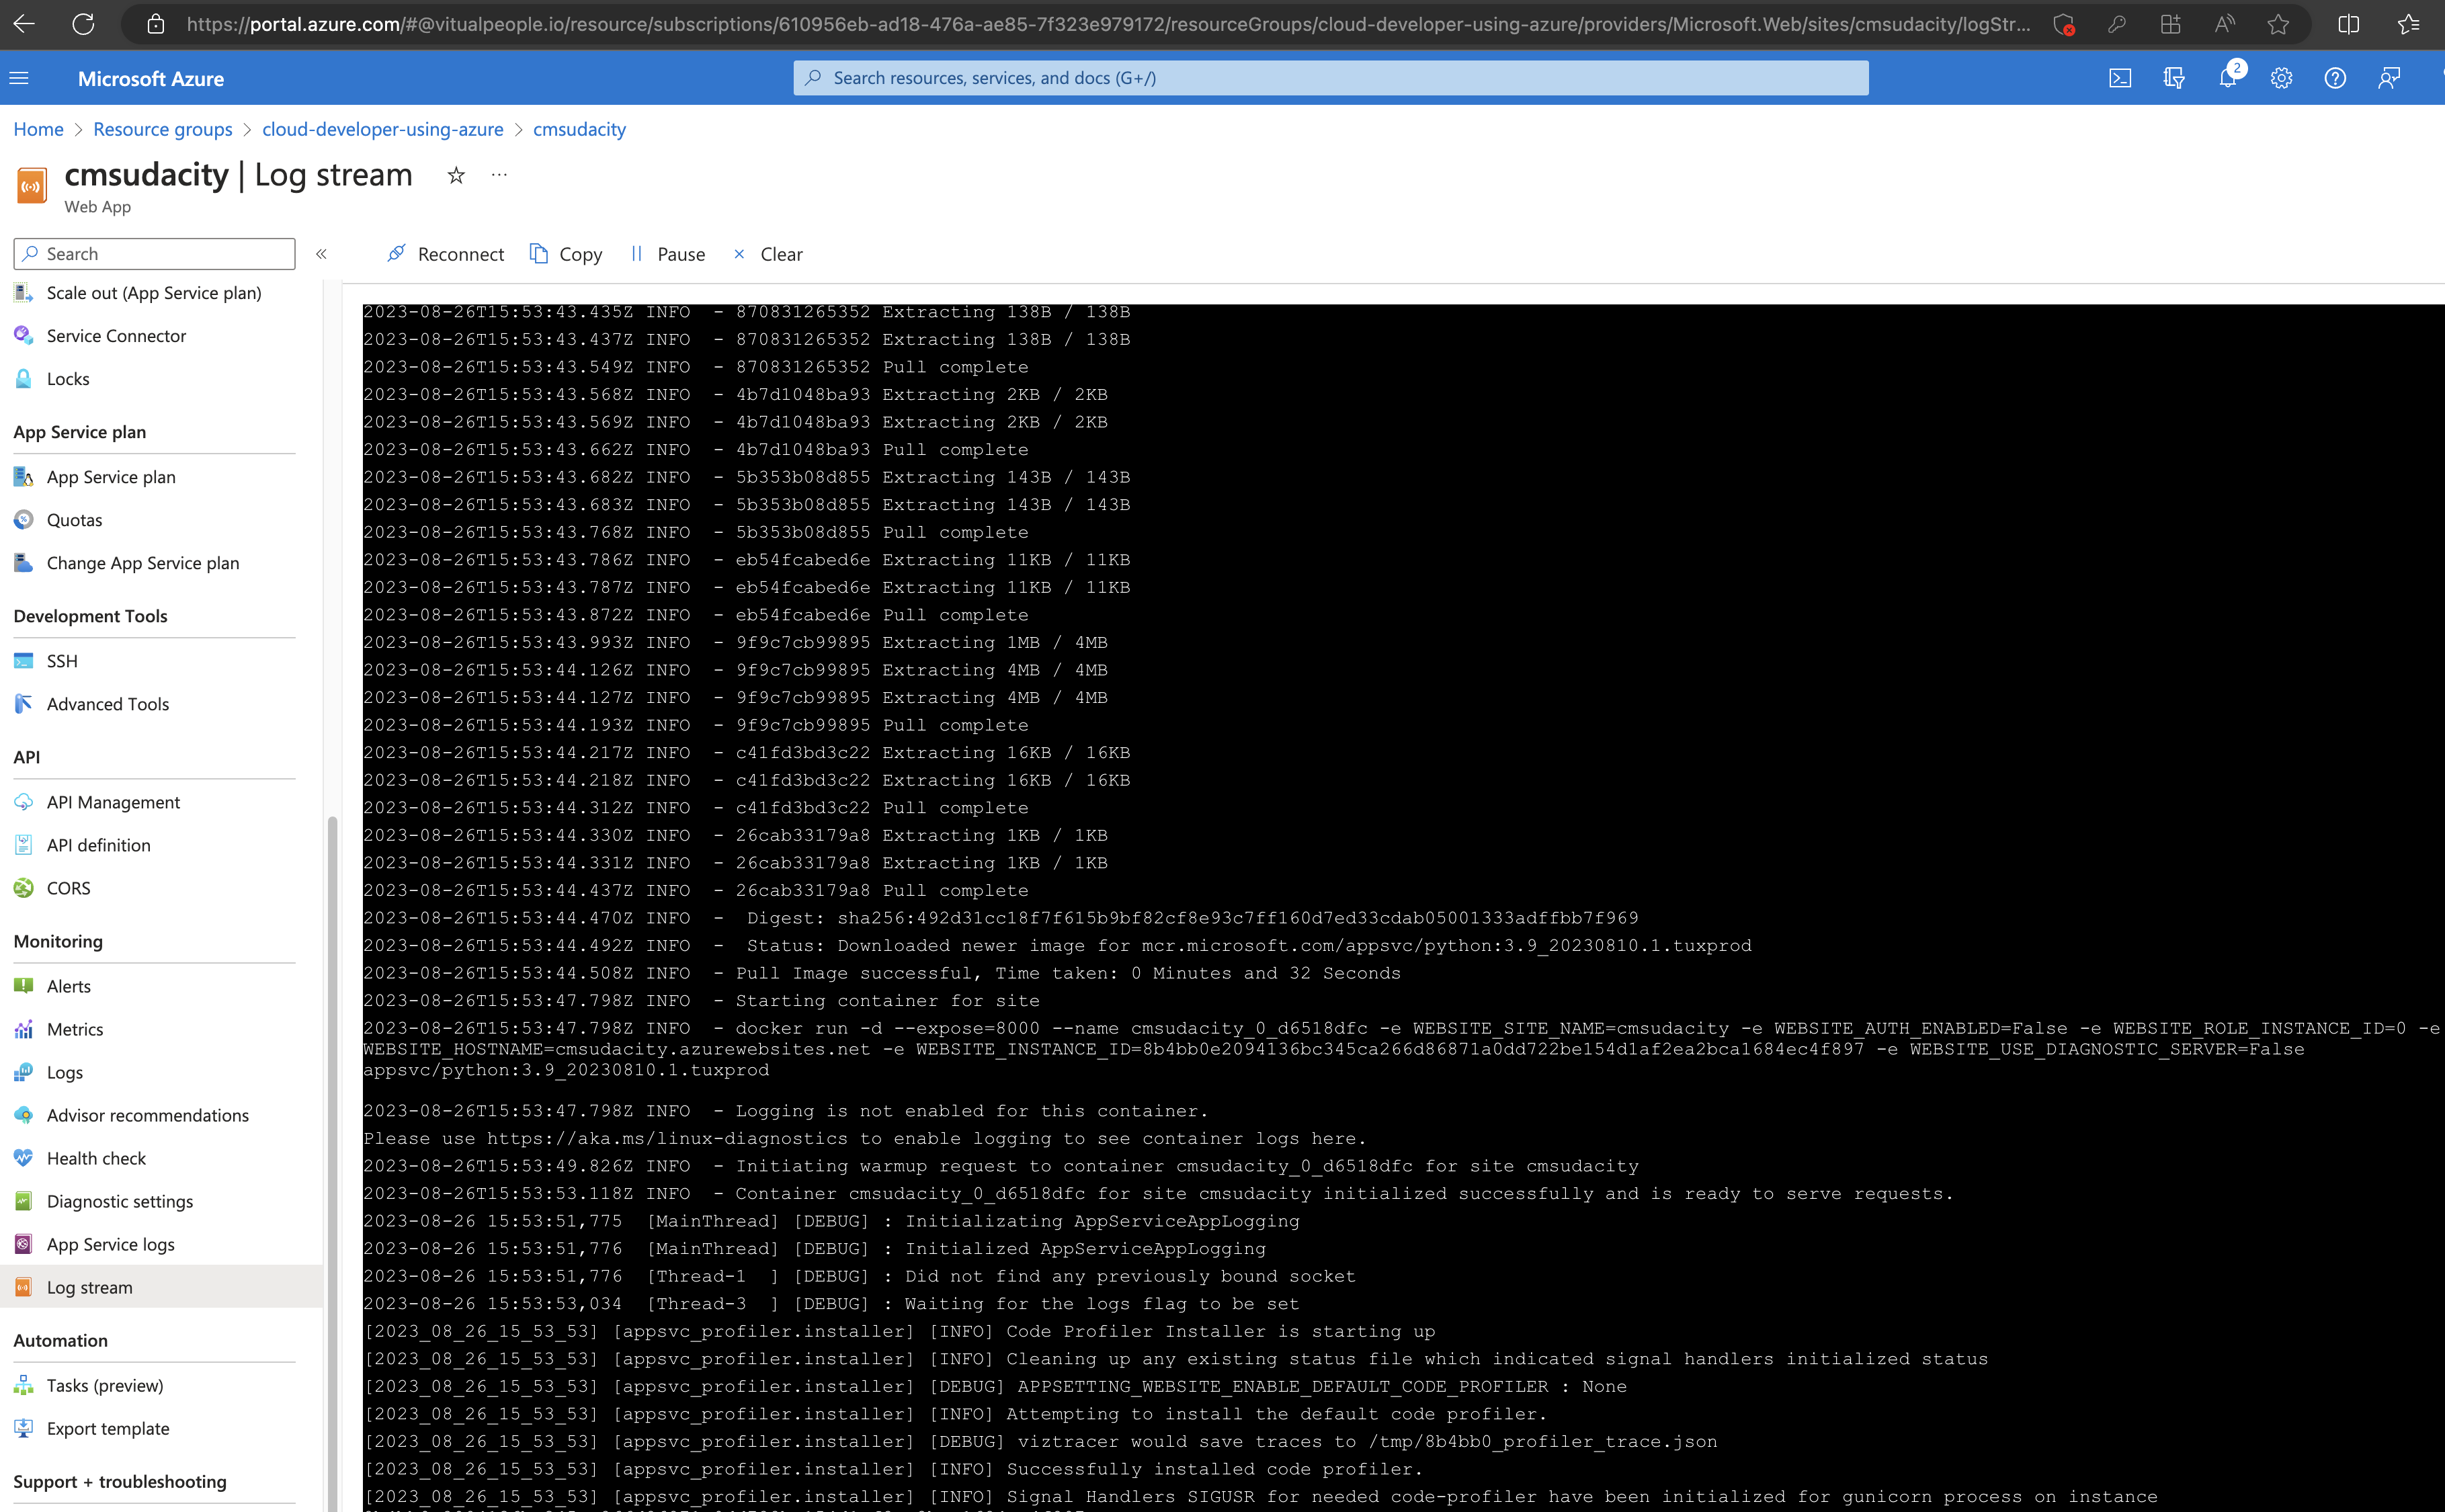 https://portal.azure.com/#@vitualpeople.io/resource/subscriptions/610956eb-ad18-476a-ae85-7f323e979172/resourceGroups/cloud-developer-using-azure/providers/Microsoft.Web/sites/cmsudacity/logStr...
Microsoft Azure
Search resources, services, and docs (G+/)
2
Home > Resource groups > cloud-developer-using-azure > cmsudacity
cmsudacity | Log stream
Web App
Search
Reconnect
Copy
Pause
Clear
Scale out (App Service plan)
Service Connector
Locks
App Service plan
App Service plan
Quotas
Change App Service plan
Development Tools
SSH
Advanced Tools
API
API Management
API definition
CORS
Monitoring
Alerts
Metrics
Logs
Advisor recommendations
Health check
Diagnostic settings
App Service logs
Log stream
Automation
Tasks (preview)
Export template
Support + troubleshooting
2023-08-26T15:53:43.435Z INFO  - 870831265352 Extracting 138B / 138B
2023-08-26T15:53:43.437Z INFO  - 870831265352 Extracting 138B / 138B
2023-08-26T15:53:43.549Z INFO  - 870831265352 Pull complete
2023-08-26T15:53:43.568Z INFO  - 4b7d1048ba93 Extracting 2KB / 2KB
2023-08-26T15:53:43.569Z INFO  - 4b7d1048ba93 Extracting 2KB / 2KB
2023-08-26T15:53:43.662Z INFO  - 4b7d1048ba93 Pull complete
2023-08-26T15:53:43.682Z INFO  - 5b353b08d855 Extracting 143B / 143B
2023-08-26T15:53:43.683Z INFO  - 5b353b08d855 Extracting 143B / 143B
2023-08-26T15:53:43.768Z INFO  - 5b353b08d855 Pull complete
2023-08-26T15:53:43.786Z INFO  - eb54fcabed6e Extracting 11KB / 11KB
2023-08-26T15:53:43.787Z INFO  - eb54fcabed6e Extracting 11KB / 11KB
2023-08-26T15:53:43.872Z INFO  - eb54fcabed6e Pull complete
2023-08-26T15:53:43.993Z INFO  - 9f9c7cb99895 Extracting 1MB / 4MB
2023-08-26T15:53:44.126Z INFO  - 9f9c7cb99895 Extracting 4MB / 4MB
2023-08-26T15:53:44.127Z INFO  - 9f9c7cb99895 Extracting 4MB / 4MB
2023-08-26T15:53:44.193Z INFO  - 9f9c7cb99895 Pull complete
2023-08-26T15:53:44.217Z INFO  - c41fd3bd3c22 Extracting 16KB / 16KB
2023-08-26T15:53:44.218Z INFO  - c41fd3bd3c22 Extracting 16KB / 16KB
2023-08-26T15:53:44.312Z INFO  - c41fd3bd3c22 Pull complete
2023-08-26T15:53:44.330Z INFO  - 26cab33179a8 Extracting 1KB / 1KB
2023-08-26T15:53:44.331Z INFO  - 26cab33179a8 Extracting 1KB / 1KB
2023-08-26T15:53:44.437Z INFO  - 26cab33179a8 Pull complete
2023-08-26T15:53:44.470Z INFO  -  Digest: sha256:492d31cc18f7f615b9bf82cf8e93c7ff160d7ed33cdab05001333adffbb7f969
2023-08-26T15:53:44.492Z INFO  -  Status: Downloaded newer image for mcr.microsoft.com/appsvc/python:3.9_20230810.1.tuxprod
2023-08-26T15:53:44.508Z INFO  - Pull Image successful, Time taken: 0 Minutes and 32 Seconds
2023-08-26T15:53:47.798Z INFO  - Starting container for site
2023-08-26T15:53:47.798Z INFO  - docker run -d --expose=8000 --name cmsudacity_0_d6518dfc -e WEBSITE_SITE_NAME=cmsudacity -e WEBSITE_AUTH_ENABLED=False -e WEBSITE_ROLE_INSTANCE_ID=0 -e
WEBSITE_HOSTNAME=cmsudacity.azurewebsites.net -e WEBSITE_INSTANCE_ID=8b4bb0e2094136bc345ca266d86871a0dd722be154d1af2ea2bca1684ec4f897 -e WEBSITE_USE_DIAGNOSTIC_SERVER=False
appsvc/python:3.9_20230810.1.tuxprod
2023-08-26T15:53:47.798Z INFO  - Logging is not enabled for this container.
Please use https://aka.ms/linux-diagnostics to enable logging to see container logs here.
2023-08-26T15:53:49.826Z INFO  - Initiating warmup request to container cmsudacity_0_d6518dfc for site cmsudacity
2023-08-26T15:53:53.118Z INFO  - Container cmsudacity_0_d6518dfc for site cmsudacity initialized successfully and is ready to serve requests.
2023-08-26 15:53:51,775  [MainThread] [DEBUG] : Initializating AppServiceAppLogging
2023-08-26 15:53:51,776  [MainThread] [DEBUG] : Initialized AppServiceAppLogging
2023-08-26 15:53:51,776  [Thread-1  ] [DEBUG] : Did not find any previously bound socket
2023-08-26 15:53:53,034  [Thread-3  ] [DEBUG] : Waiting for the logs flag to be set
[2023_08_26_15_53_53] [appsvc_profiler.installer] [INFO] Code Profiler Installer is starting up
[2023_08_26_15_53_53] [appsvc_profiler.installer] [INFO] Cleaning up any existing status file which indicated signal handlers initialized status
[2023_08_26_15_53_53] [appsvc_profiler.installer] [DEBUG] APPSETTING_WEBSITE_ENABLE_DEFAULT_CODE_PROFILER : None
[2023_08_26_15_53_53] [appsvc_profiler.installer] [INFO] Attempting to install the default code profiler.
[2023_08_26_15_53_53] [appsvc_profiler.installer] [DEBUG] viztracer would save traces to /tmp/8b4bb0_profiler_trace.json
[2023_08_26_15_53_53] [appsvc_profiler.installer] [INFO] Successfully installed code profiler.
[2023_08_26_15_53_53] [appsvc_profiler.installer] [INFO] Signal Handlers SIGUSR for needed code-profiler have been initialized for gunicorn process on instance